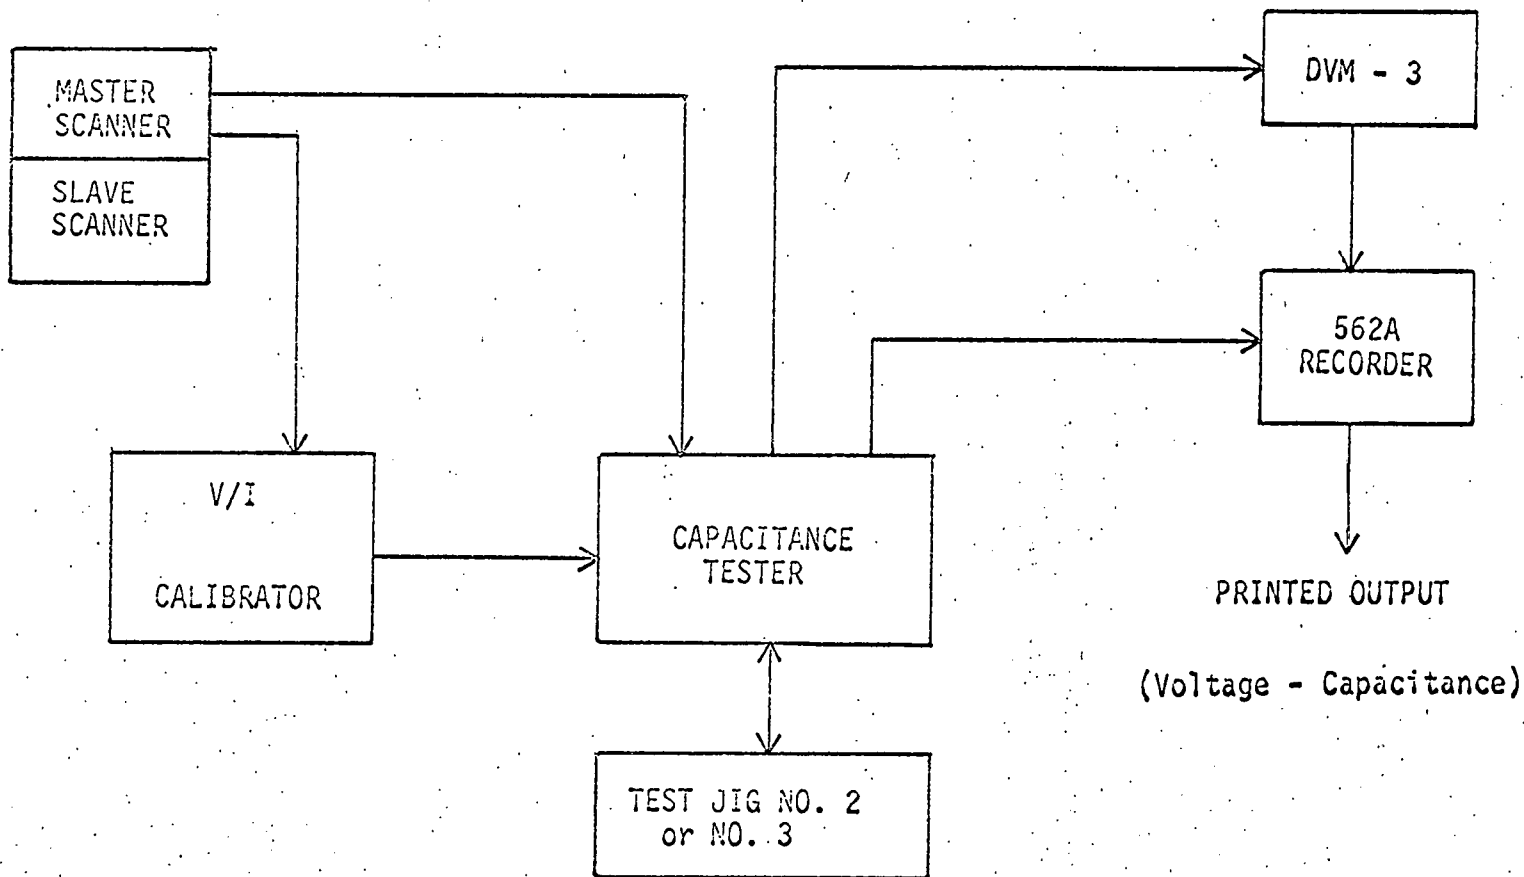 MASTER
SCANNER
SLAVE
SCANNER
DVM - 3
562A
RECORDER
V/I
CALIBRATOR
CAPACITANCE
TESTER
PRINTED OUTPUT
(Voltage - Capacitance)
TEST JIG NO. 2
or NO. 3